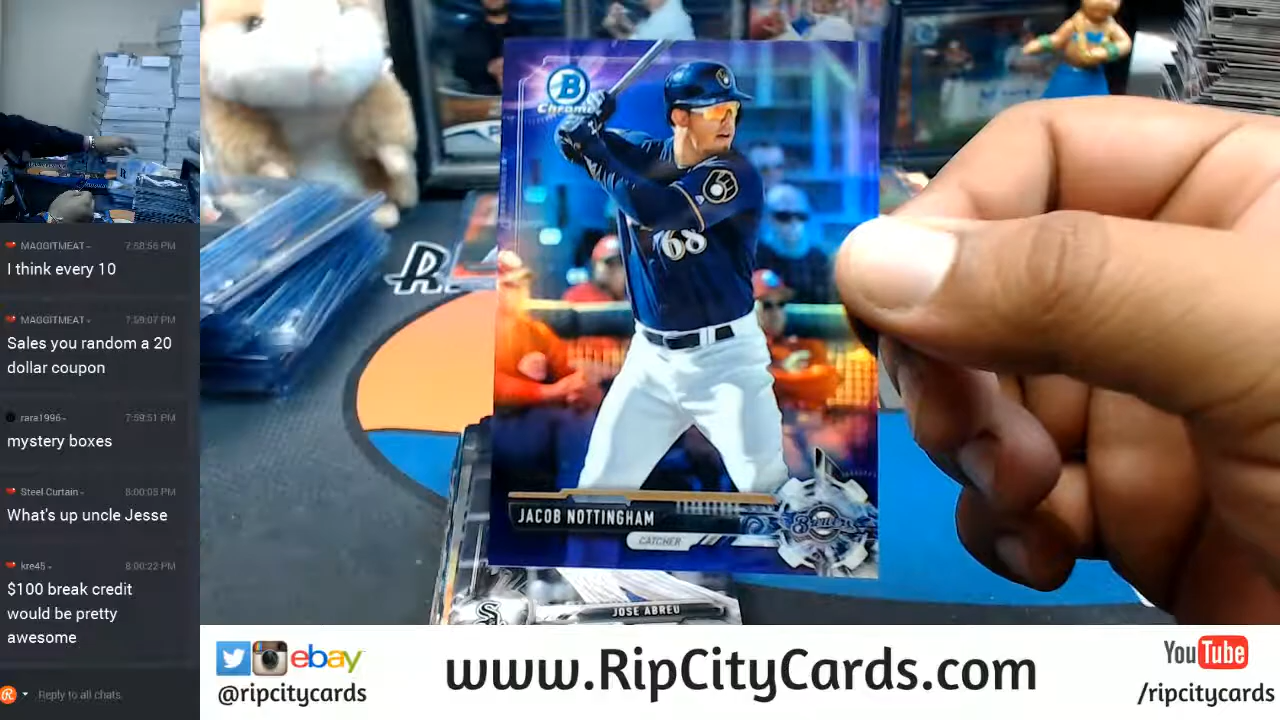 MAGGITMEAT
7:58:56 PM
I think every 10
MAGGITMEAT
7:59:07 PM
Sales you random a 20
dollar coupon
rara1996
7:59:51 PM
mystery boxes
Steel Curtain
8:00:05 PM
What's up uncle Jesse
kre45
8:00:22 PM
$100 break credit
would be pretty
awesome
Reply to all chats.
B
Chrome
68
JACOB NOTTINGHAM
CATCHER
Brewers
R
JOSE ABREU
ebay
@ripcitycards
www.RipCityCards.com
YouTube
/ripcitycards